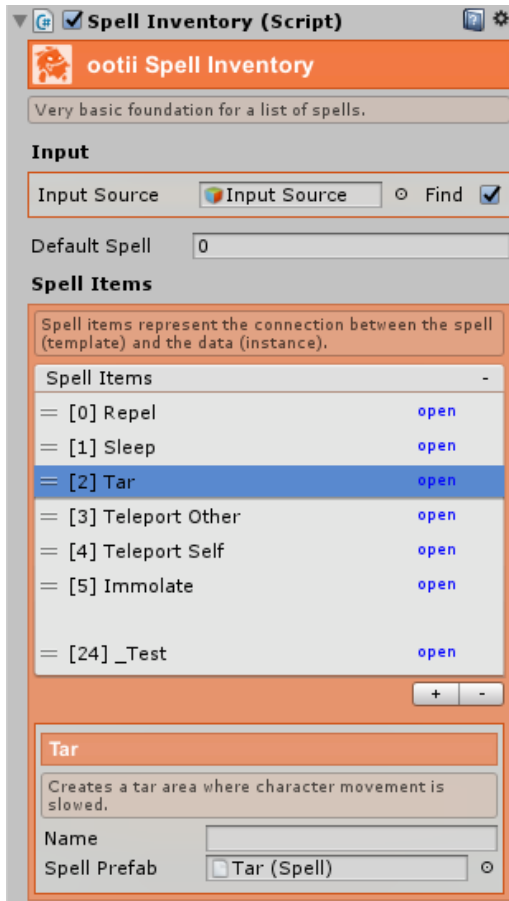 Spell Inventory (Script)
ootii Spell Inventory
Very basic foundation for a list of spells.
Input
Input Source Input Source Find
Default Spell 0
Spell Items
Spell items represent the connection between the spell
(template) and the data (instance).
Spell Items -
= [0] Repel open
= [1] Sleep open
= [2] Tar open
= [3] Teleport Other open
= [4] Teleport Self open
= [5] Immolate open
= [24] _Test open
+ -
Tar
Creates a tar area where character movement is
slowed.
Name
Spell Prefab Tar (Spell)